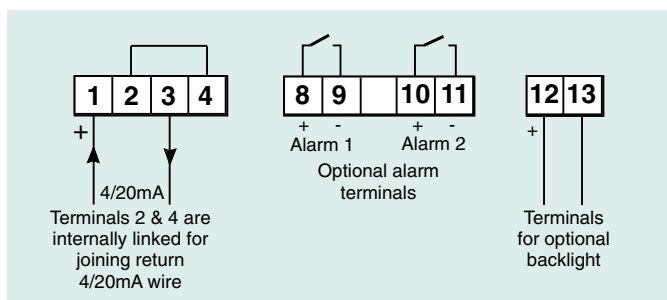 1 2 3 4
+
4/20mA
Terminals 2 & 4 are
internally linked for
joining return
4/20mA wire
8 9 10 11
+ - + -
Alarm 1 Alarm 2
Optional alarm
terminals
12 13
+
Terminals
for optional
backlight